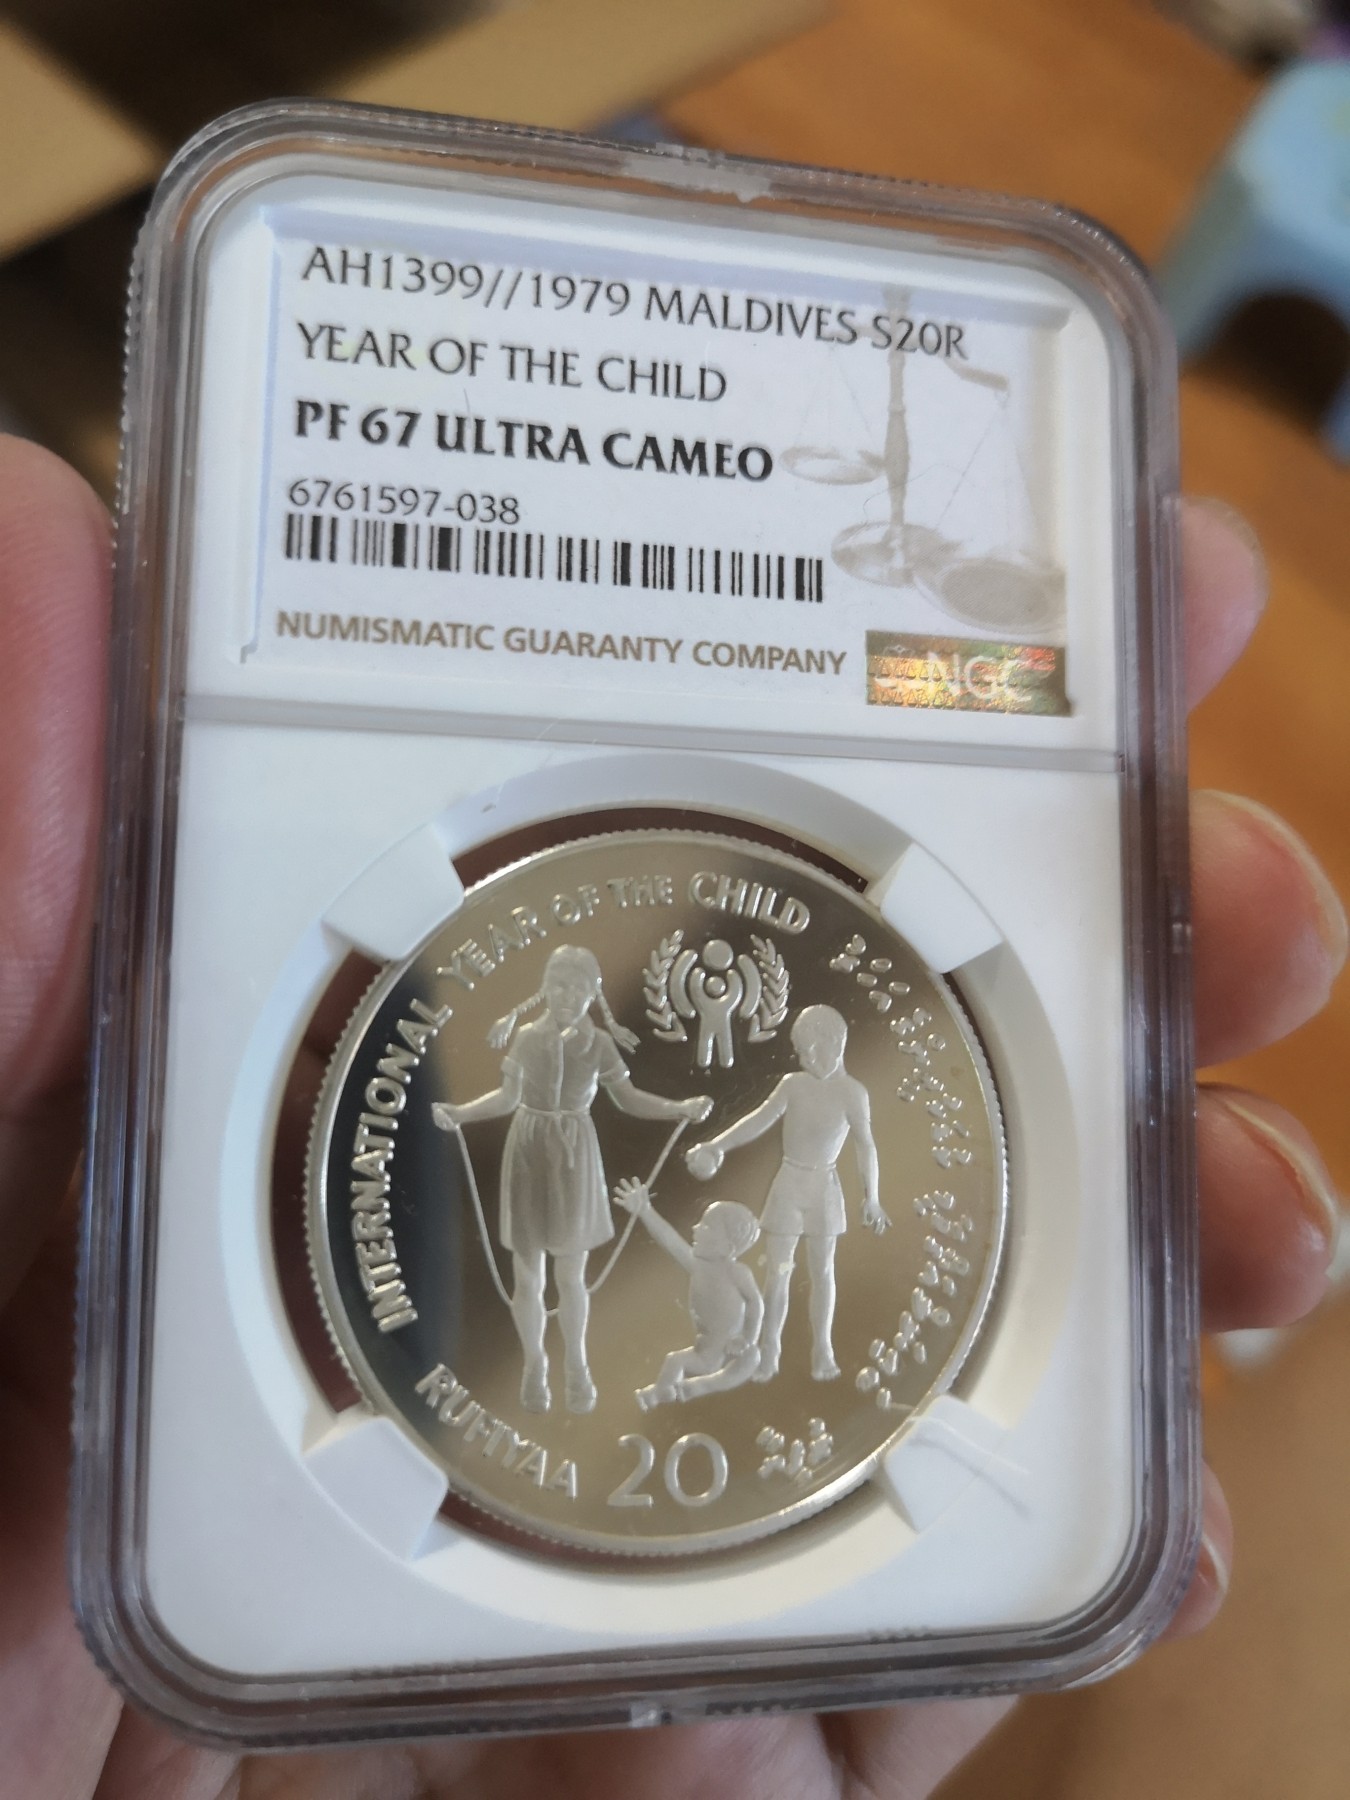 AH1399//1979 MALDIVES S20R
YEAR OF THE CHILD
PF 67 ULTRA CAMEO
6761597-038
NUMISMATIC GUARANTY COMPANY
NGC
INTERNATIONAL YEAR OF THE CHILD
RUFIYAA 20